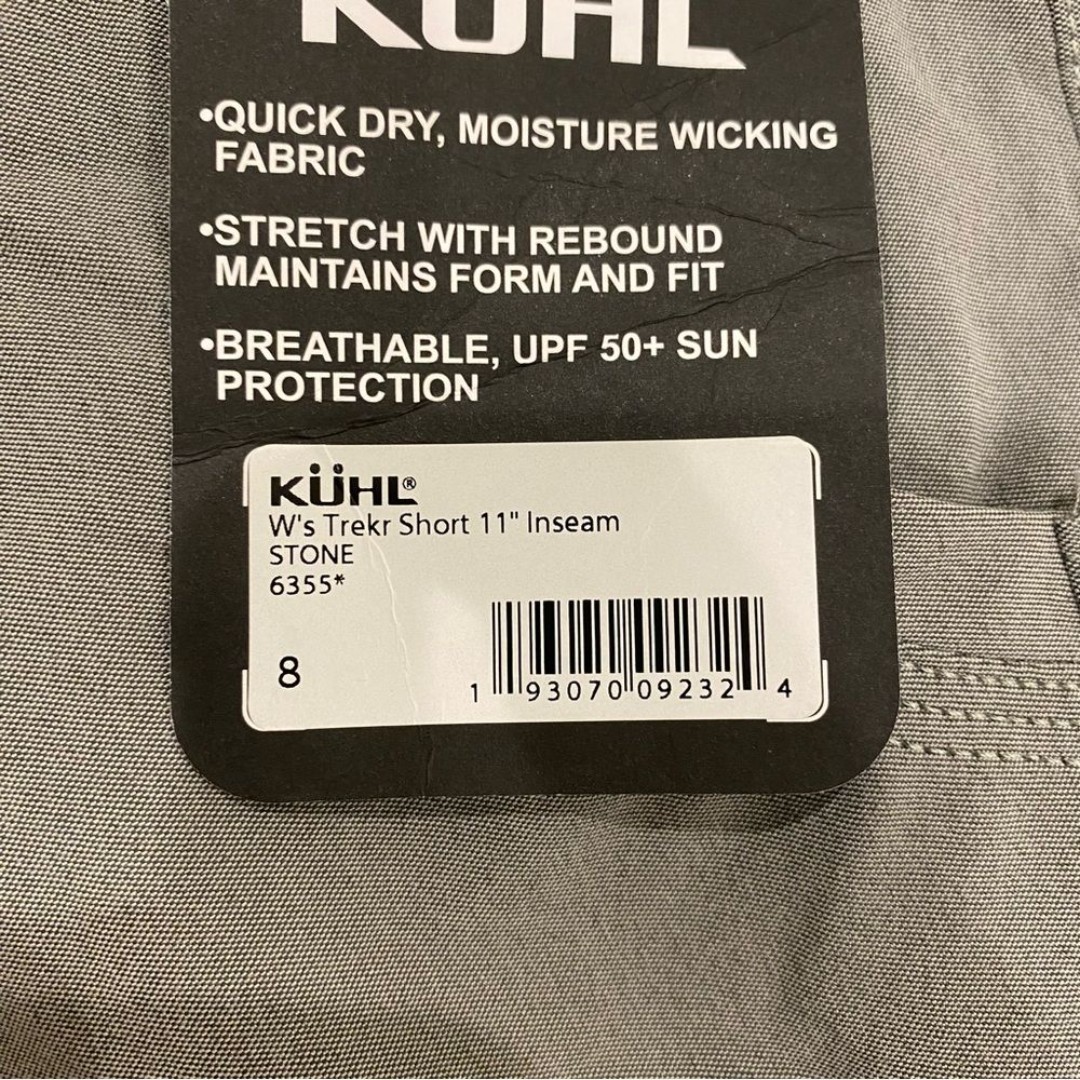 KÜHL
•QUICK DRY, MOISTURE WICKING
FABRIC
•STRETCH WITH REBOUND
MAINTAINS FORM AND FIT
•BREATHABLE, UPF 50+ SUN
PROTECTION
KÜHL®
W's Trekr Short 11" Inseam
STONE
6355*
8
1 93070 09232 4